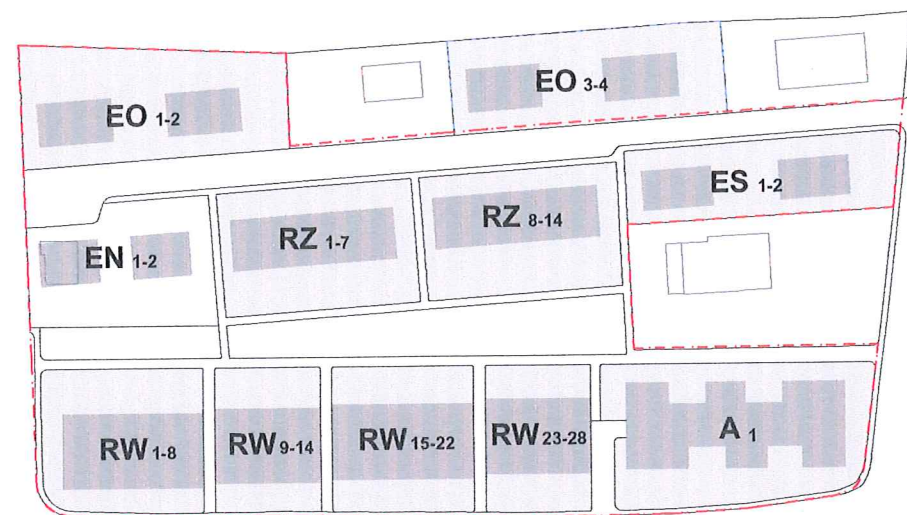 EO 1-2
EO 3-4
ES 1-2
RZ 8-14
RZ 1-7
EN 1-2
RW 1-8
RW 9-14
RW 15-22
RW 23-28
A 1